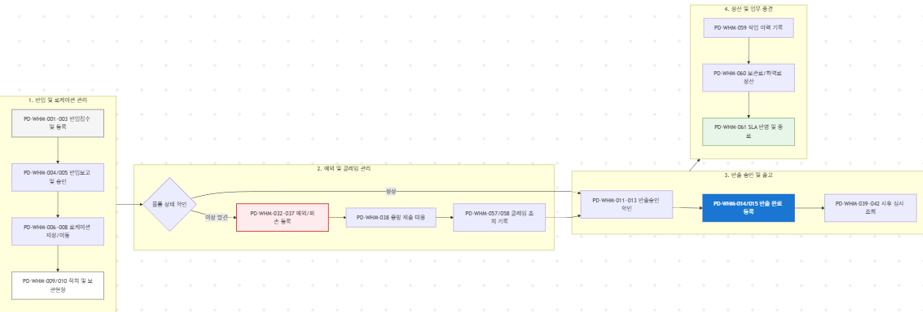 1. 반입 및 로케이션 관리
PD-WHM-001~003 반입접수
및 등록
PD-WHM-004/005 반입보고
및 승인
PD-WHM-006~008 로케이션
지정/이동
PD-WHM-009/010 적치 및 보
관현황
2. 예외 및 클레임 관리
물품 상태 확인
정상
이상 발견
PD-WHM-032~037 예외/파
손 등록
PD-WHM-038 증빙 제출 대응
PD-WHM-057/058 클레임 조
치 기록
3. 반출 승인 및 출고
PD-WHM-011~013 반출승인
확인
PD-WHM-014/015 반출 완료
등록
PD-WHM-039~042 사후 심사
조회
4. 정산 및 업무 종결
PD-WHM-059 작업 이력 기록
PD-WHM-060 보관료/하역료
정산
PD-WHM-061 SLA 반영 및 종
료